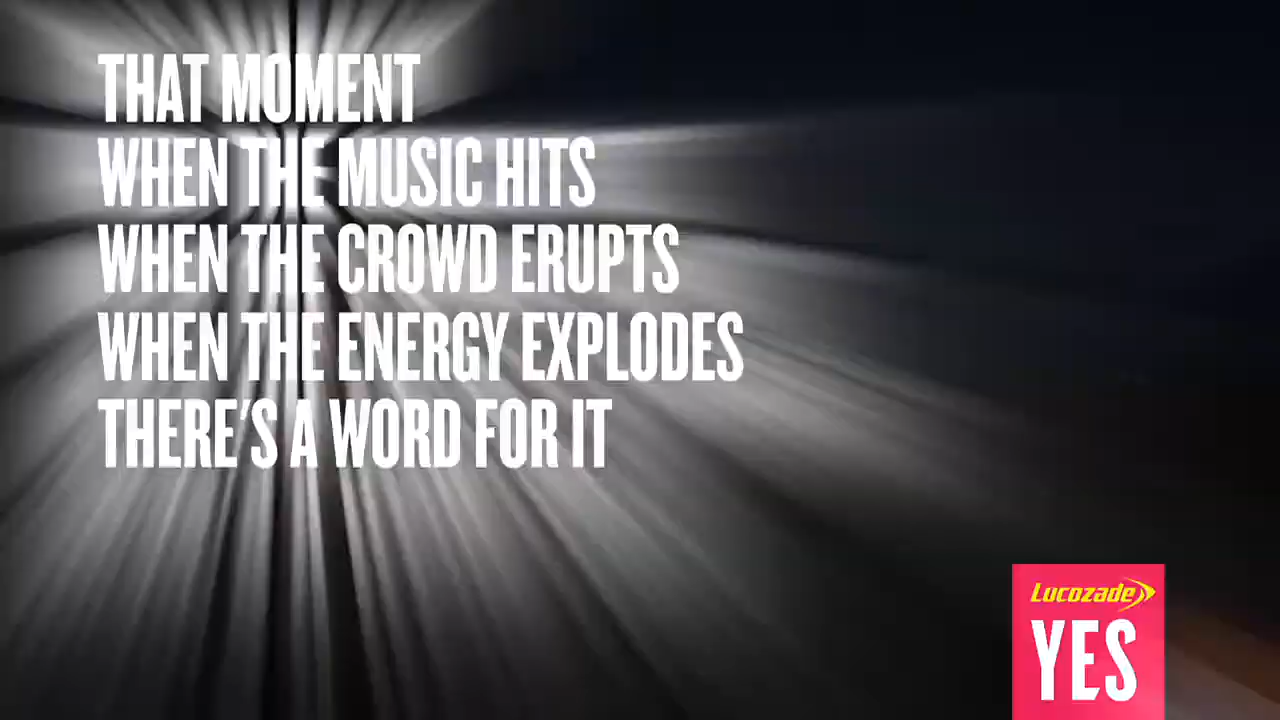 THAT MOMENT
WHEN THE MUSIC HITS
WHEN THE CROWD ERUPTS
WHEN THE ENERGY EXPLODES
THERE'S A WORD FOR IT
Lucozade
YES